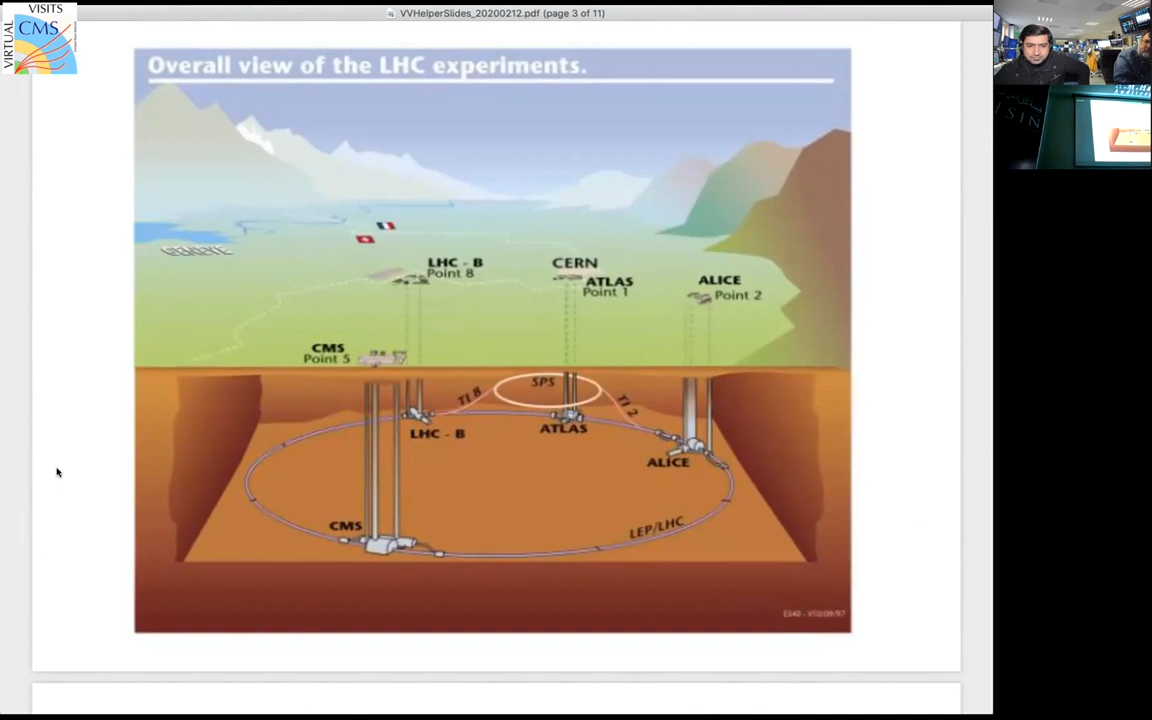 VISITS
VIRTUAL
CMS
VVHelperSlides_20200212.pdf (page 3 of 11)
Overall view of the LHC experiments.
GENEVE
LHC - B
Point 8
CERN
ATLAS
Point 1
ALICE
Point 2
CMS
Point 5
SPS
TI 8
TI 2
LHC - B
ATLAS
ALICE
CMS
LEP/LHC